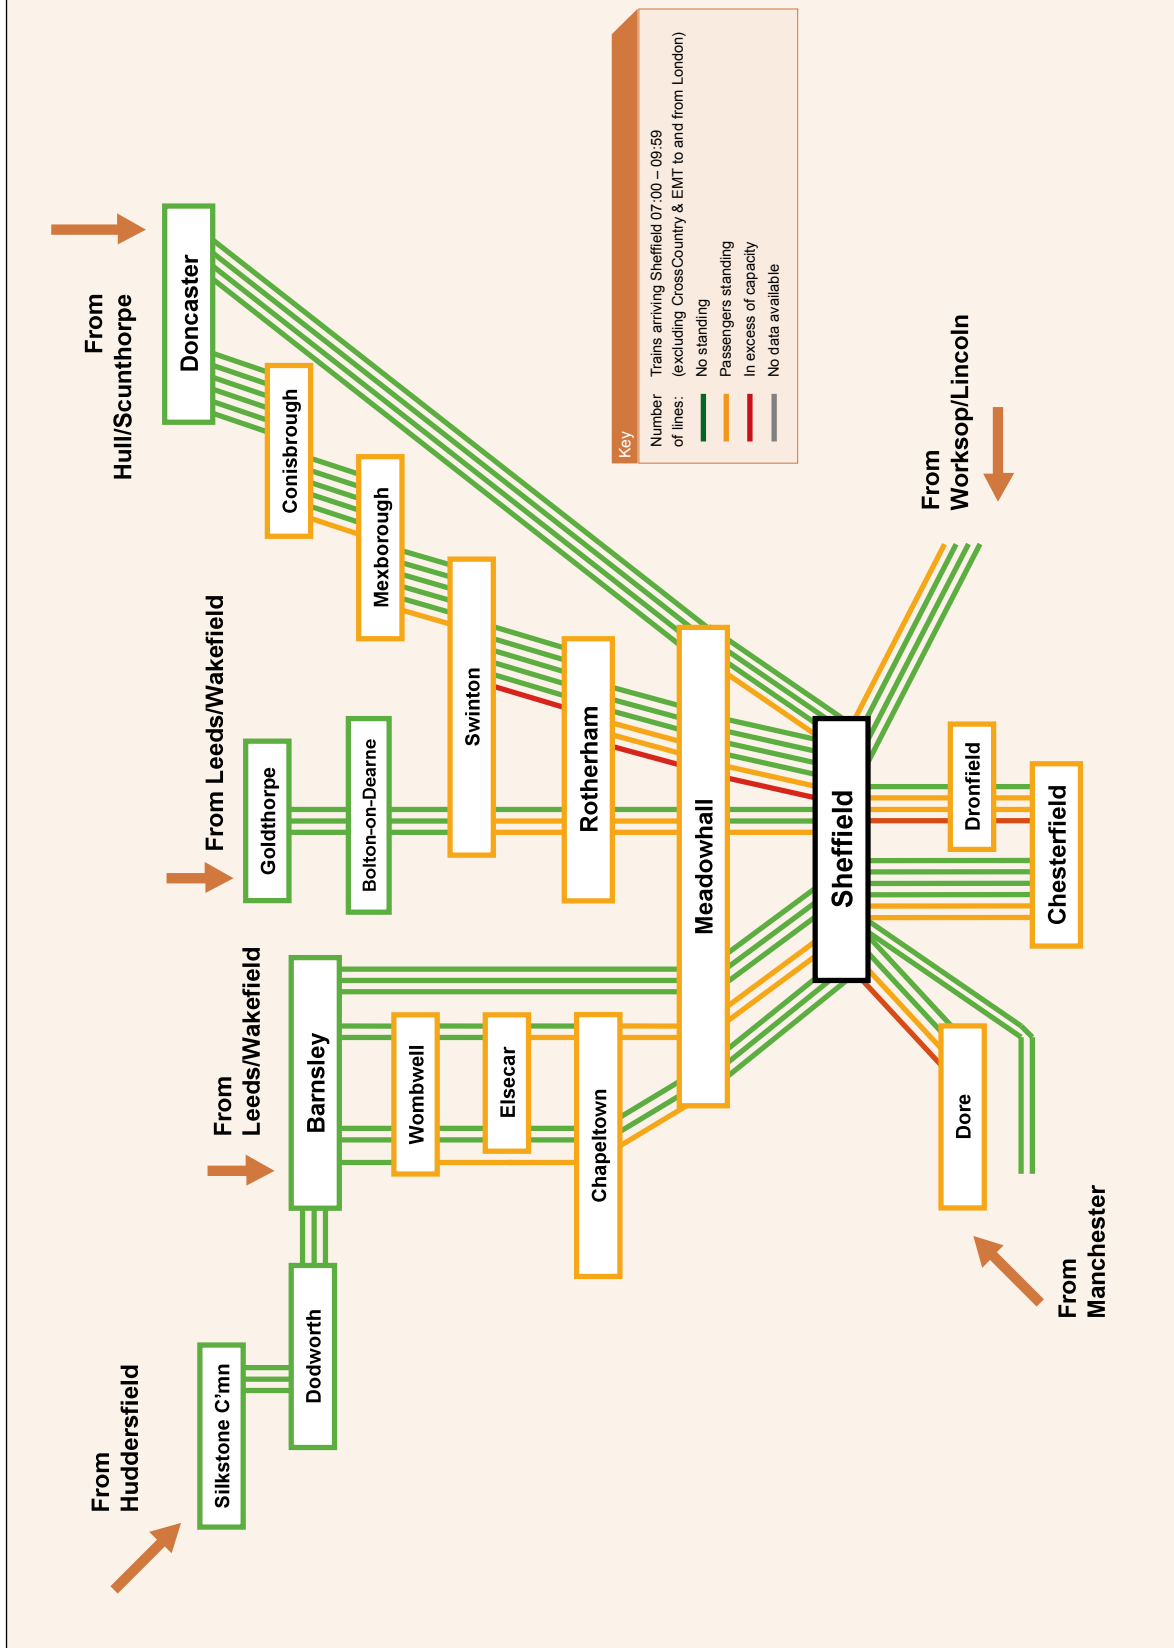 From
Huddersfield
Silkstone C'mn
Dodworth
From
Leeds/Wakefield
Barnsley
Wombwell
Elsecar
Chapeltown
From Leeds/Wakefield
Goldthorpe
Bolton-on-Dearne
Swinton
Rotherham
Meadowhall
From
Hull/Scunthorpe
Doncaster
Conisbrough
Mexborough
Sheffield
From
Manchester
Dore
Chesterfield
Dronfield
From
Worksop/Lincoln
Key
Number of lines:
Trains arriving Sheffield 07:00 – 09:59
(excluding CrossCountry & EMT to and from London)
No standing
Passengers standing
In excess of capacity
No data available